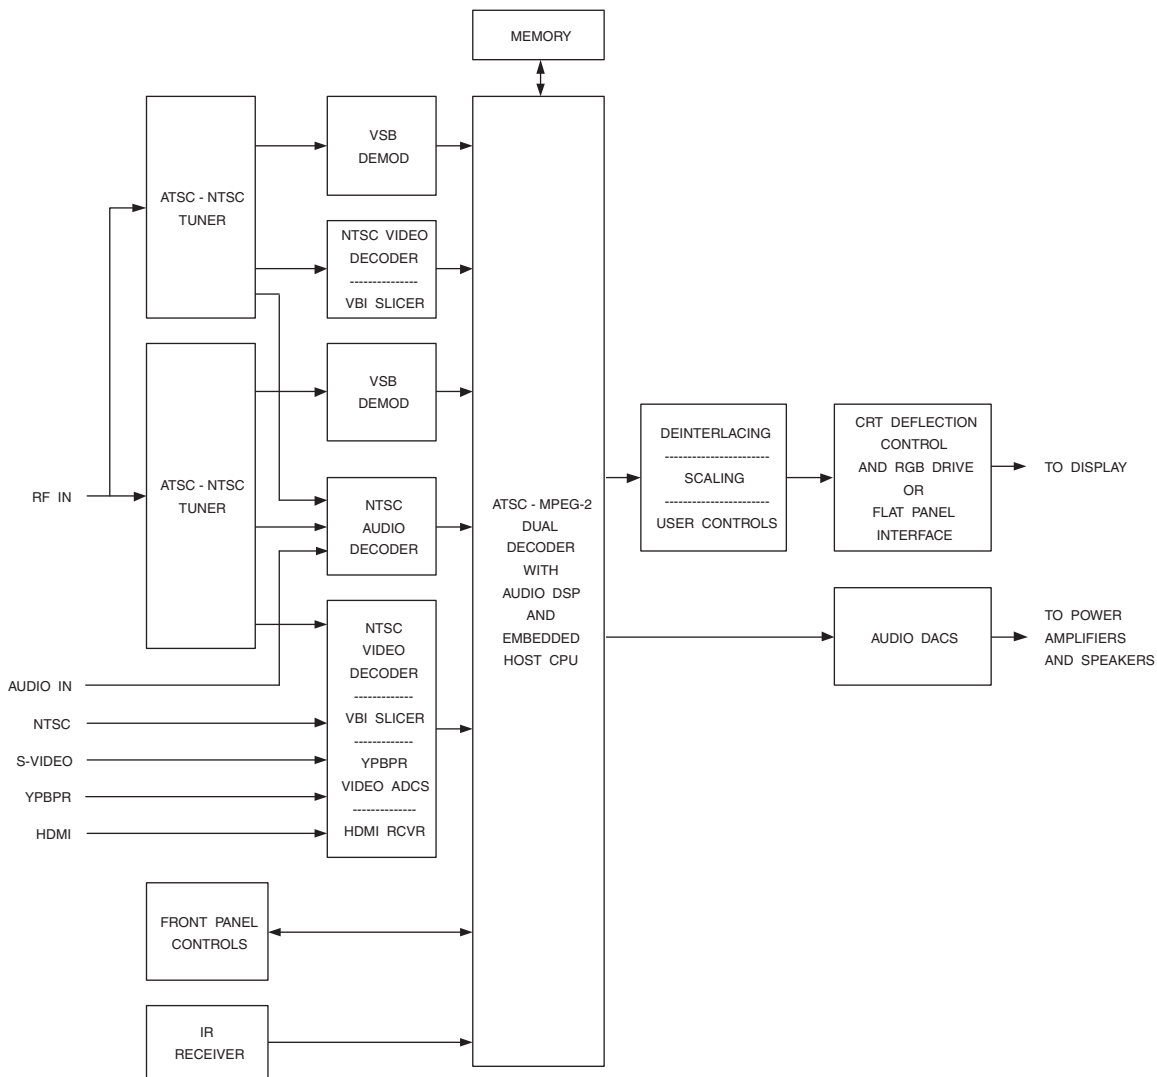 MEMORY
ATSC - NTSC
TUNER
VSB
DEMOD
NTSC VIDEO
DECODER
---------------
VBI SLICER
ATSC - NTSC
TUNER
VSB
DEMOD
NTSC
AUDIO
DECODER
NTSC
VIDEO
DECODER
-------------
VBI SLICER
-------------
YPBPR
VIDEO ADCS
--------------
HDMI RCVR
RF IN
AUDIO IN
NTSC
S-VIDEO
YPBPR
HDMI
FRONT PANEL
CONTROLS
IR
RECEIVER
ATSC - MPEG-2
DUAL
DECODER
WITH
AUDIO DSP
AND
EMBEDDED
HOST CPU
DEINTERLACING
-----------------------
SCALING
-----------------------
USER CONTROLS
CRT DEFLECTION
CONTROL
AND RGB DRIVE
OR
FLAT PANEL
INTERFACE
TO DISPLAY
AUDIO DACS
TO POWER
AMPLIFIERS
AND SPEAKERS